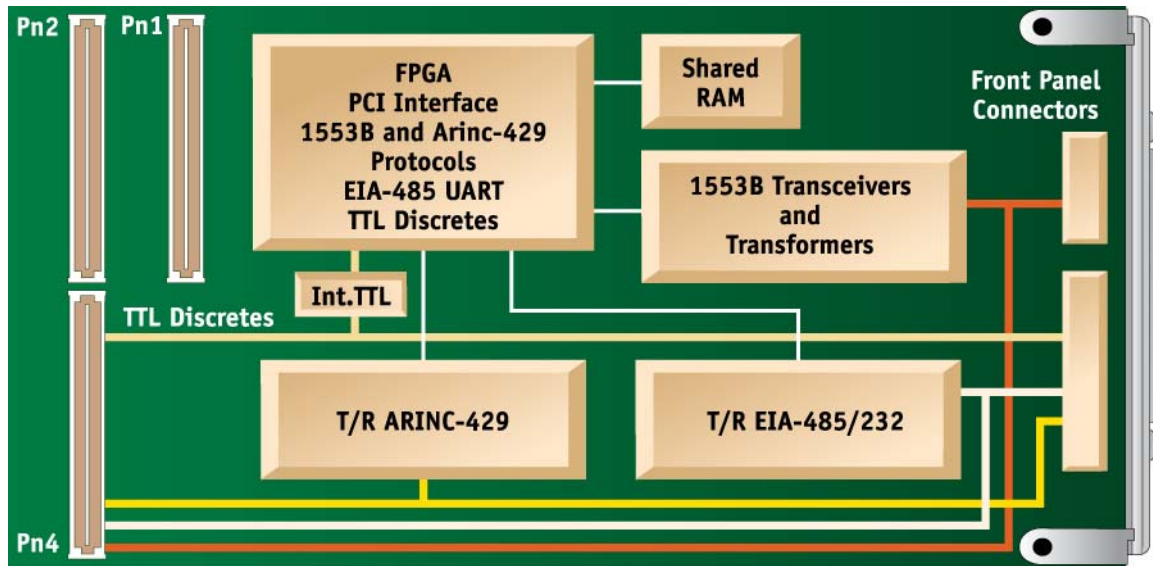 Pn2
Pn1
FPGA
PCI Interface
1553B and Arinc-429
Protocols
EIA-485 UART
TTL Discretes
Shared
RAM
Front Panel
Connectors
1553B Transceivers
and
Transformers
Int.TTL
TTL Discretes
T/R ARINC-429
T/R EIA-485/232
Pn4